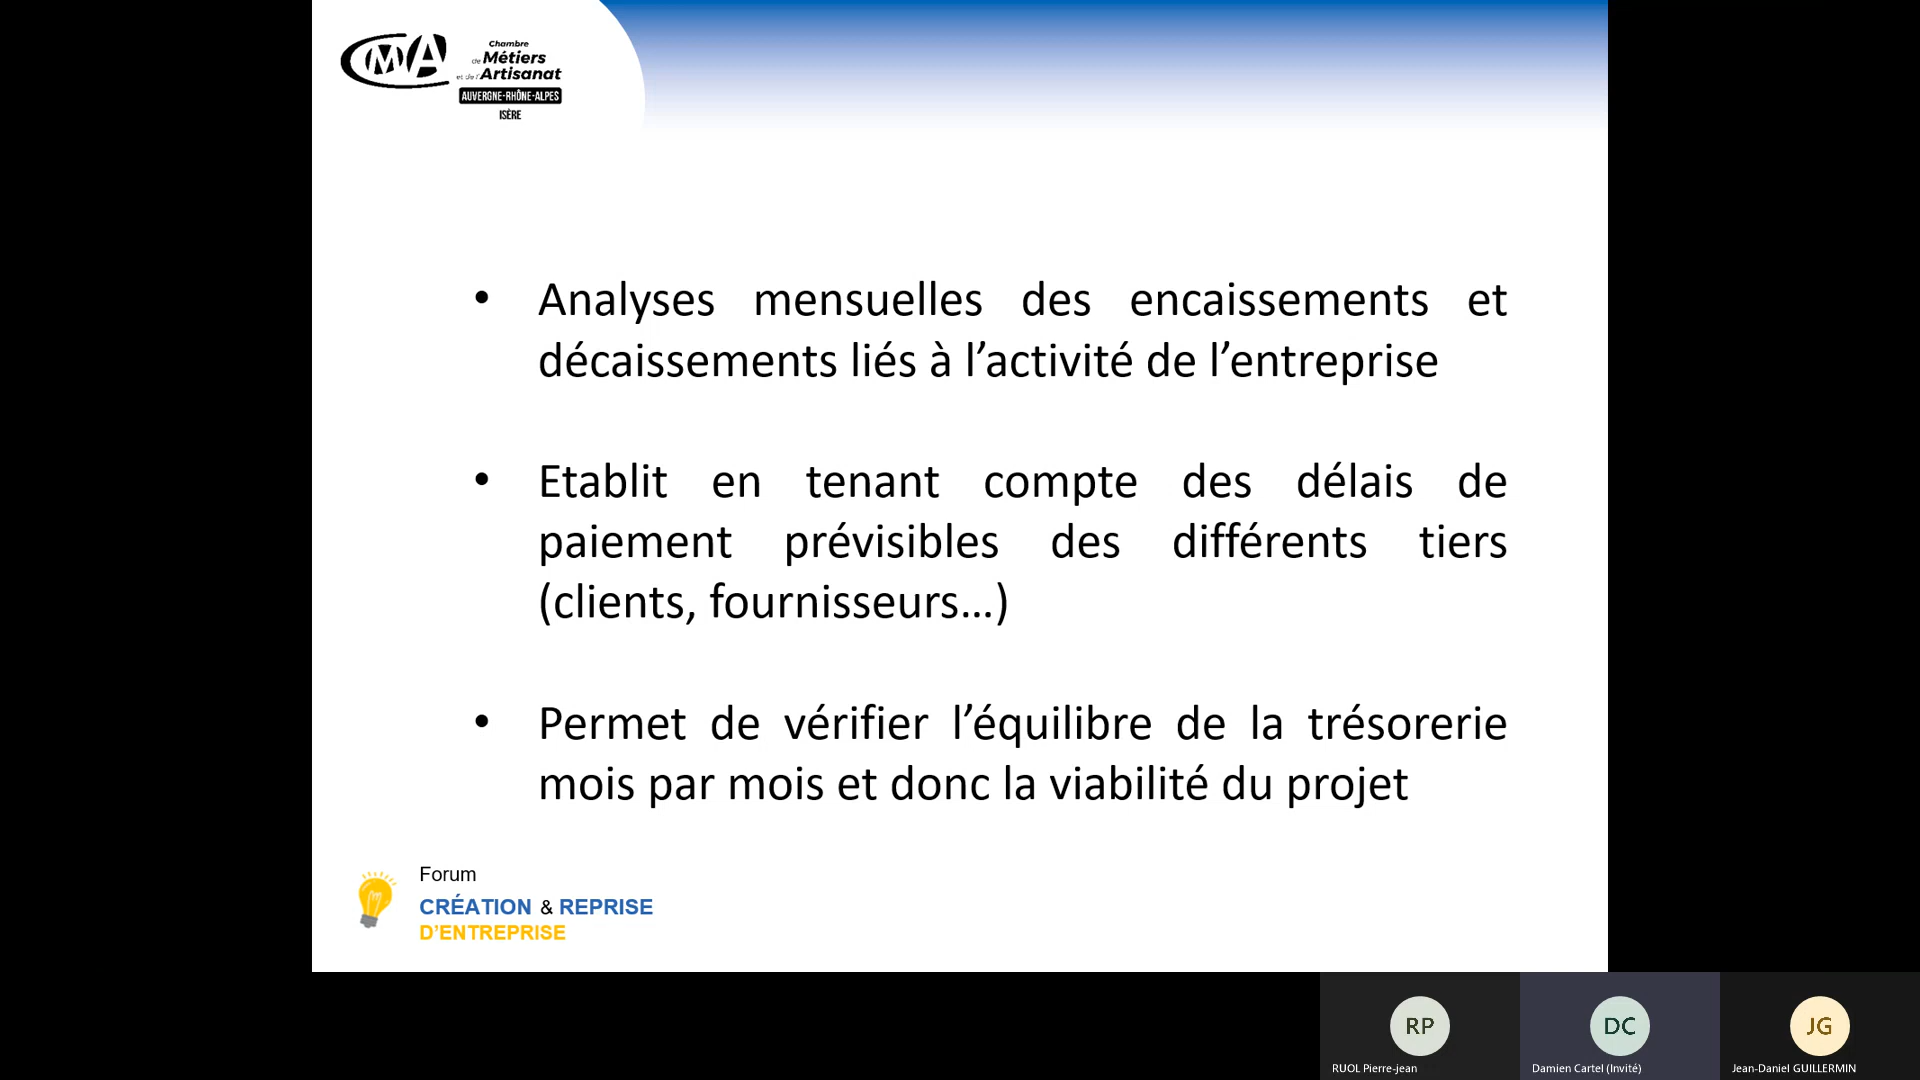 CMA
Chambre
de Métiers
et de l'Artisanat
AUVERGNE-RHÔNE-ALPES
ISÈRE
• Analyses mensuelles des encaissements et
décaissements liés à l’activité de l’entreprise
• Etablit en tenant compte des délais de
paiement prévisibles des différents tiers
(clients, fournisseurs…)
• Permet de vérifier l’équilibre de la trésorerie
mois par mois et donc la viabilité du projet
Forum
CRÉATION & REPRISE
D’ENTREPRISE
RP
DC
JG
RUOL Pierre-jean
Damien Cartel (Invité)
Jean-Daniel GUILLERMIN